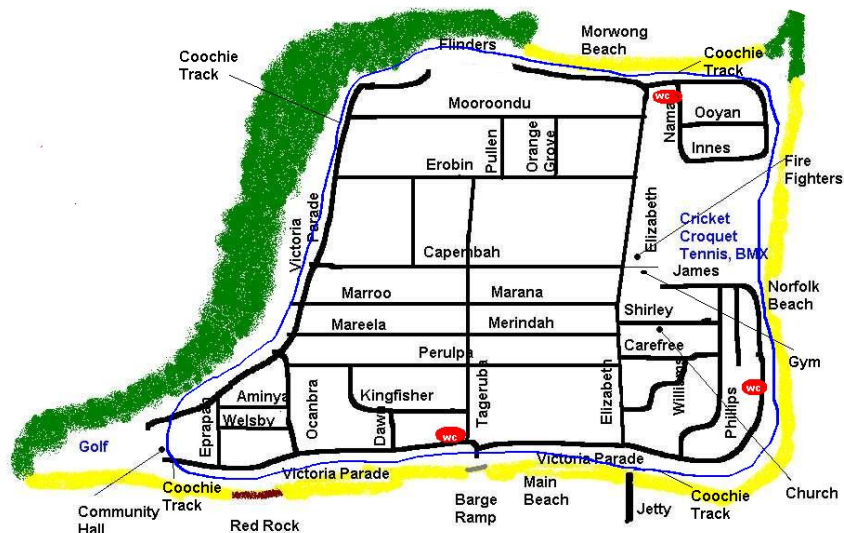 Flinders
Morwong
Beach
Coochie
Track
Coochie
Track
wc
Mooroondu
Nama
Ooyan
Innes
Pullen
Orange
Grove
Erobin
Fire
Fighters
Victoria
Parade
Elizabeth
Cricket
Croquet
Tennis, BMX
Capembah
James
Marroo
Marana
Norfolk
Beach
Shirley
Mareela
Merindah
Carefree
Perulpa
Gym
Aminya
Kingfisher
Tageruba
Elizabeth
Williams
Phillips
wc
Eprapah
Welsby
Ocanbra
Dawn
wc
Golf
Victoria Parade
Victoria Parade
Coochie
Track
Main
Beach
Coochie
Track
Church
Community
Hall
Red Rock
Barge
Ramp
Jetty